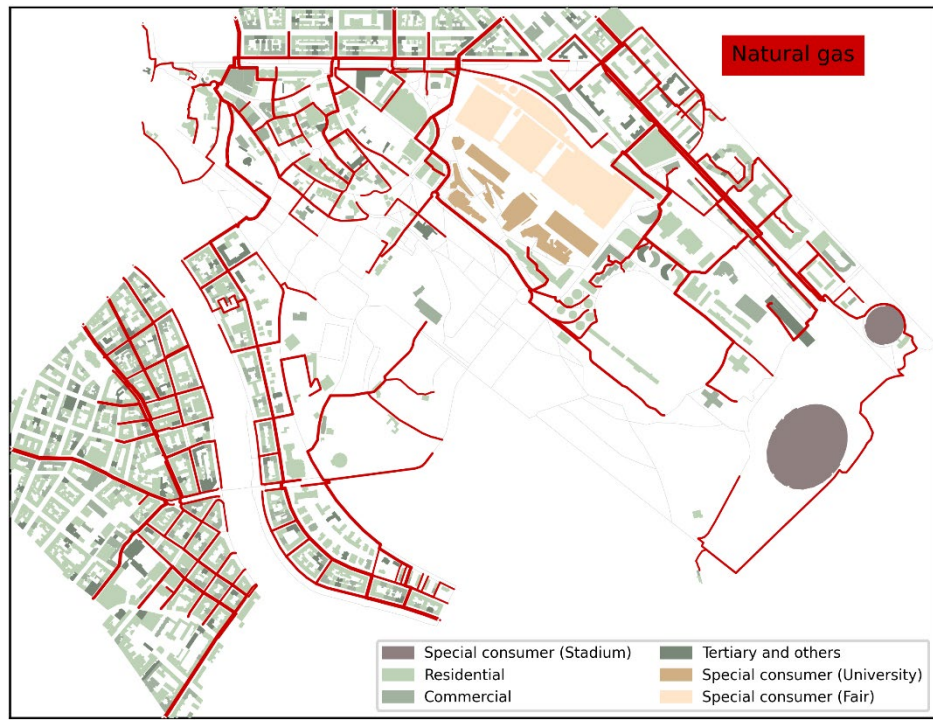 Natural gas
Special consumer (Stadium)
Residential
Commercial
Tertiary and others
Special consumer (University)
Special consumer (Fair)